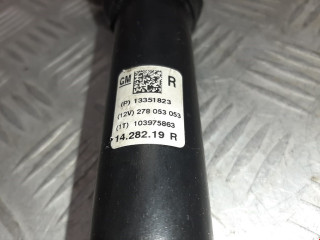 GM R
(P) 13351823
(12V) 278 053 053
(1T) 103975863
14.282.19 R